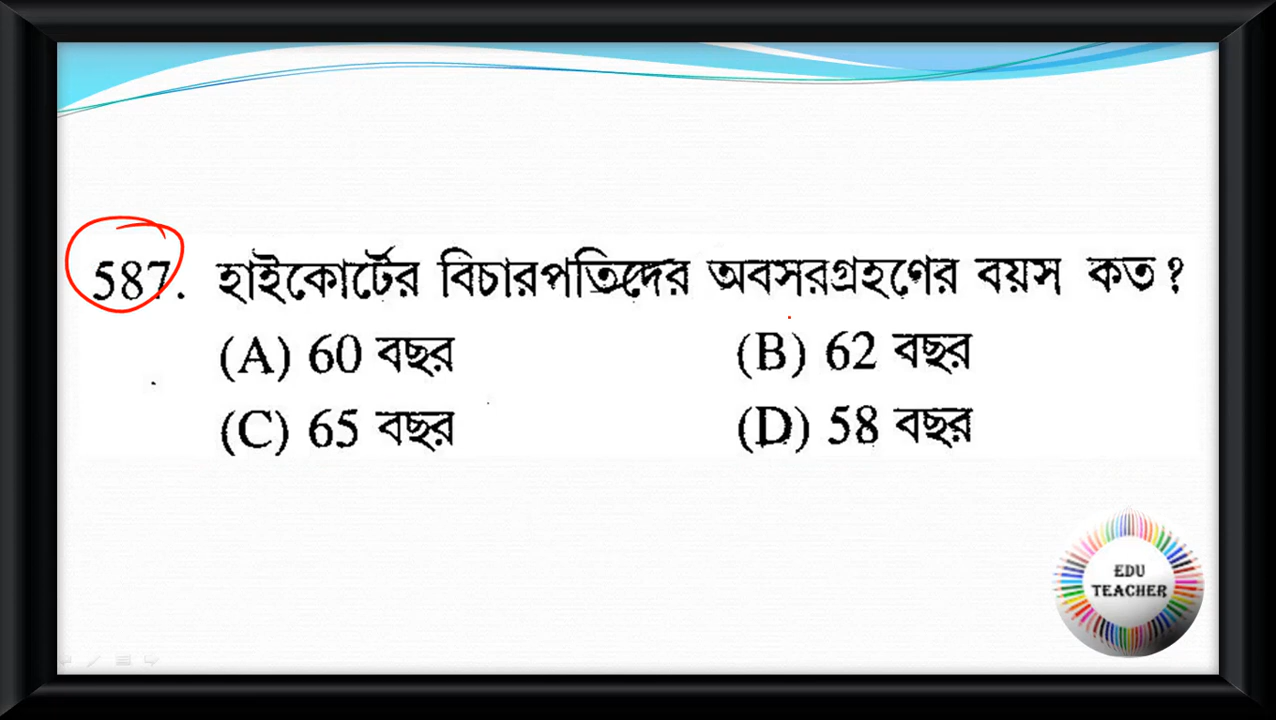 587. হাইকোর্টের বিচারপতিদের অবসরগ্রহণের বয়স কত?
(A) 60 বছর (B) 62 বছর
(C) 65 বছর (D) 58 বছর
EDU
TEACHER